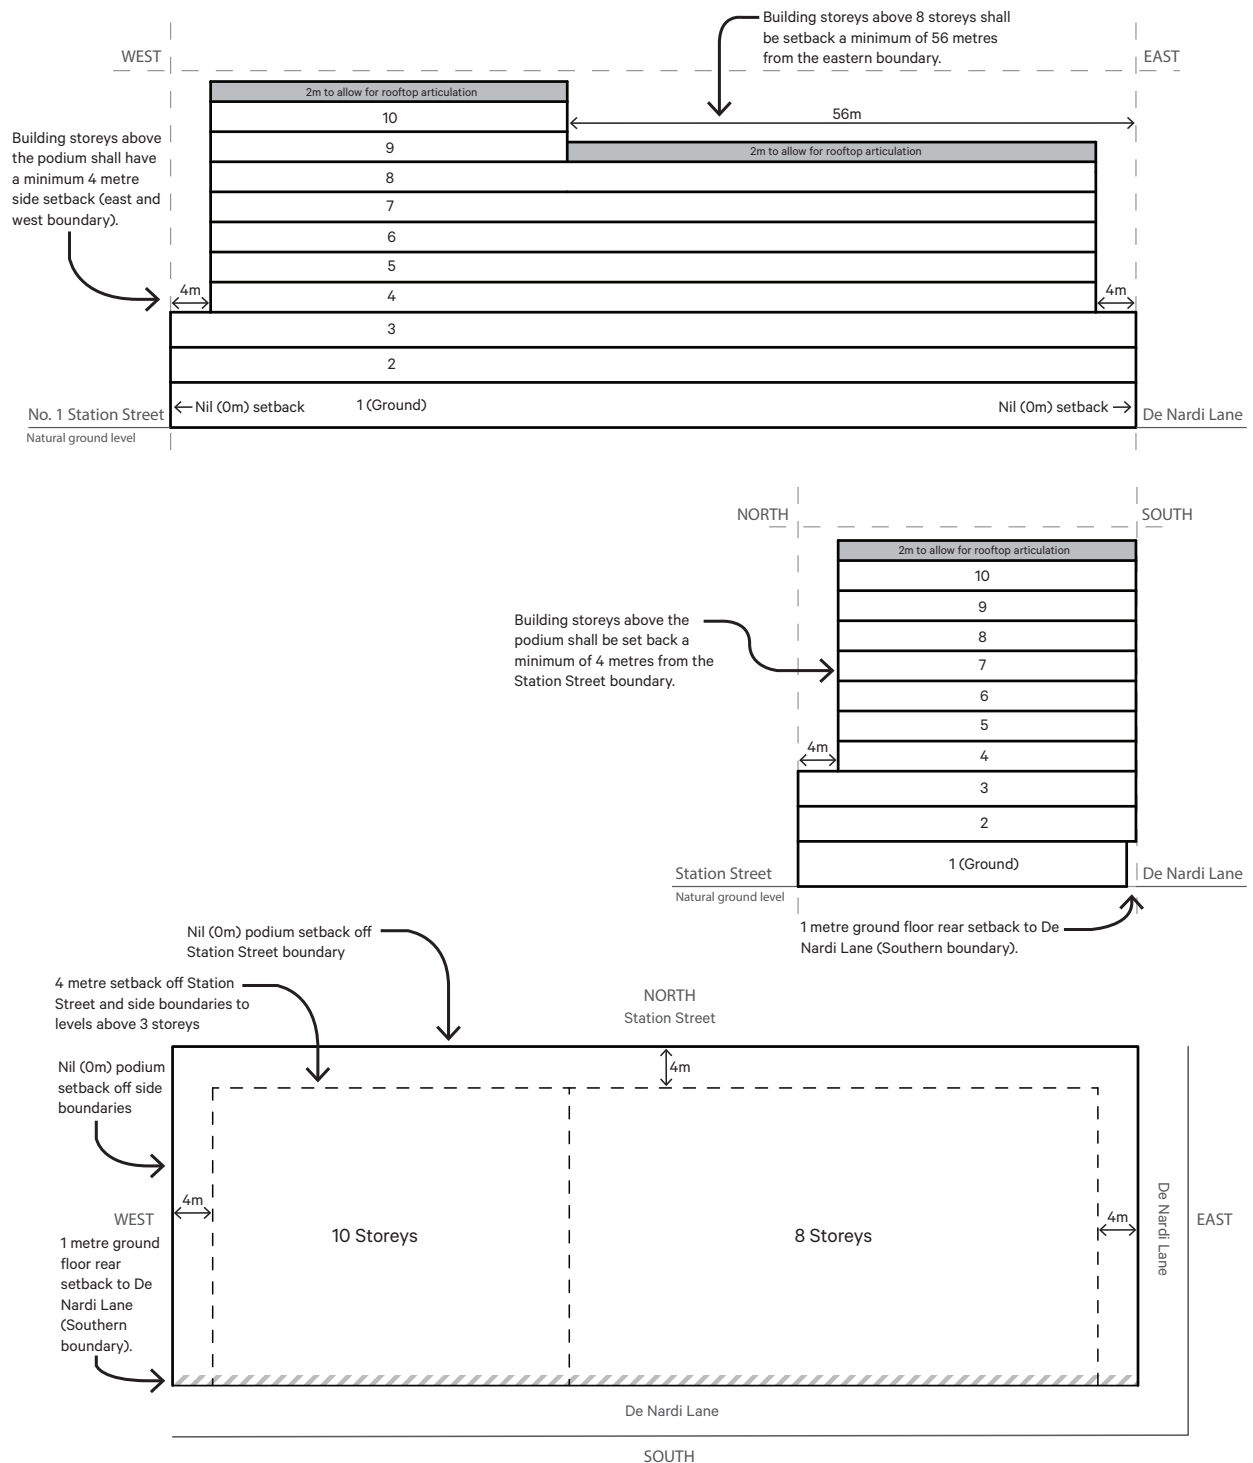 Building storeys above 8 storeys shall
be setback a minimum of 56 metres
from the eastern boundary.
WEST
EAST
2m to allow for rooftop articulation
10
56m
Building storeys above
the podium shall have
a minimum 4 metre
side setback (east and
west boundary).
9
2m to allow for rooftop articulation
8
7
6
5
4m
4
4m
3
2
No. 1 Station Street
Nil (0m) setback
1 (Ground)
Nil (0m) setback
De Nardi Lane
Natural ground level
NORTH
SOUTH
2m to allow for rooftop articulation
10
9
Building storeys above the
podium shall be set back a
minimum of 4 metres from the
Station Street boundary.
8
7
6
5
4m
4
3
2
Station Street
1 (Ground)
De Nardi Lane
Natural ground level
1 metre ground floor rear setback to De
Nardi Lane (Southern boundary).
Nil (0m) podium setback off
Station Street boundary
4 metre setback off Station
Street and side boundaries to
levels above 3 storeys
NORTH
Station Street
Nil (0m) podium
setback off side
boundaries
4m
4m
WEST
10 Storeys
8 Storeys
4m
De Nardi Lane
EAST
1 metre ground
floor rear
setback to De
Nardi Lane
(Southern
boundary).
De Nardi Lane
SOUTH